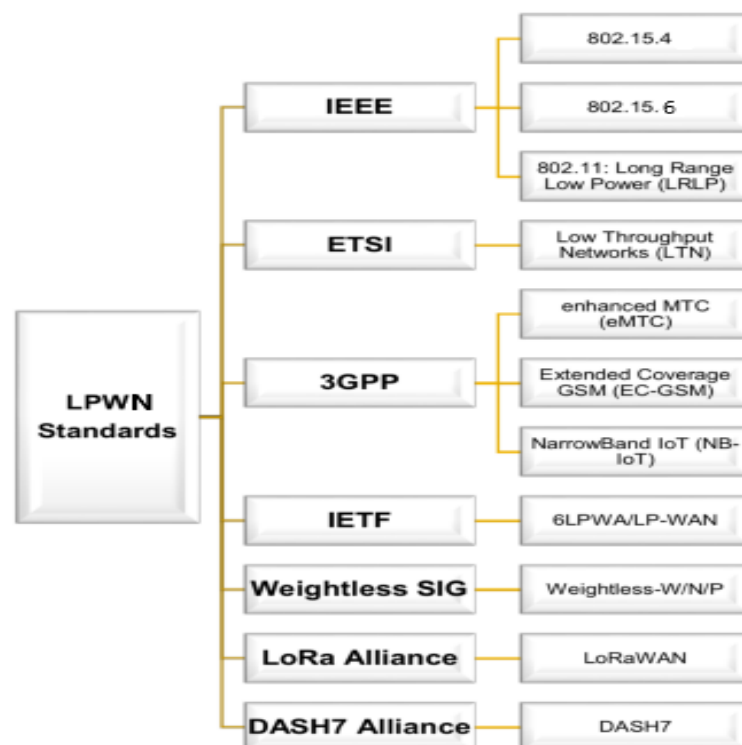 LPWN
Standards
IEEE
802.15.4
802.15.6
802.11: Long Range
Low Power (LRLP)
ETSI
Low Throughput
Networks (LTN)
3GPP
enhanced MTC
(eMTC)
Extended Coverage
GSM (EC-GSM)
NarrowBand IoT (NB-
IoT)
IETF
6LPWA/LP-WAN
Weightless SIG
Weightless-W/N/P
LoRa Alliance
LoRaWAN
DASH7 Alliance
DASH7